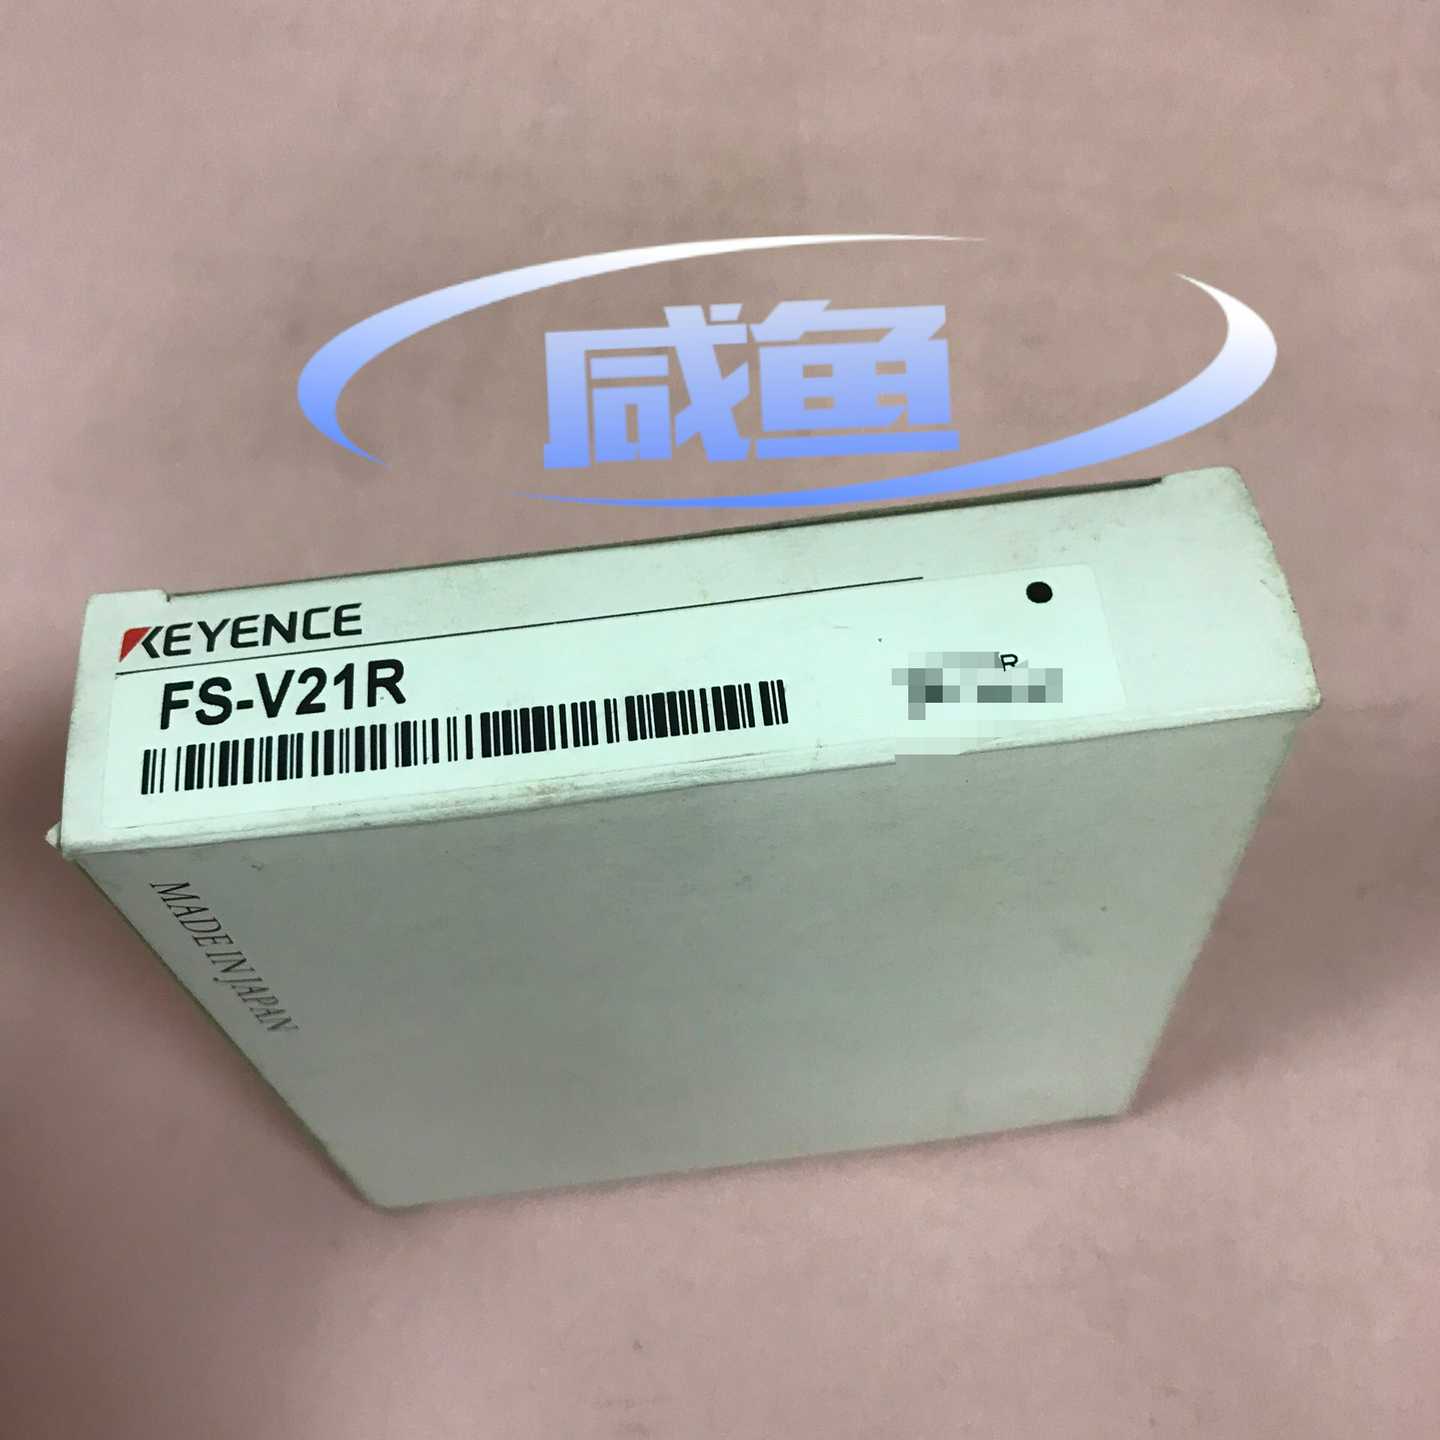 咸鱼
KEYENCE
FS-V21R
R
MADE IN JAPAN